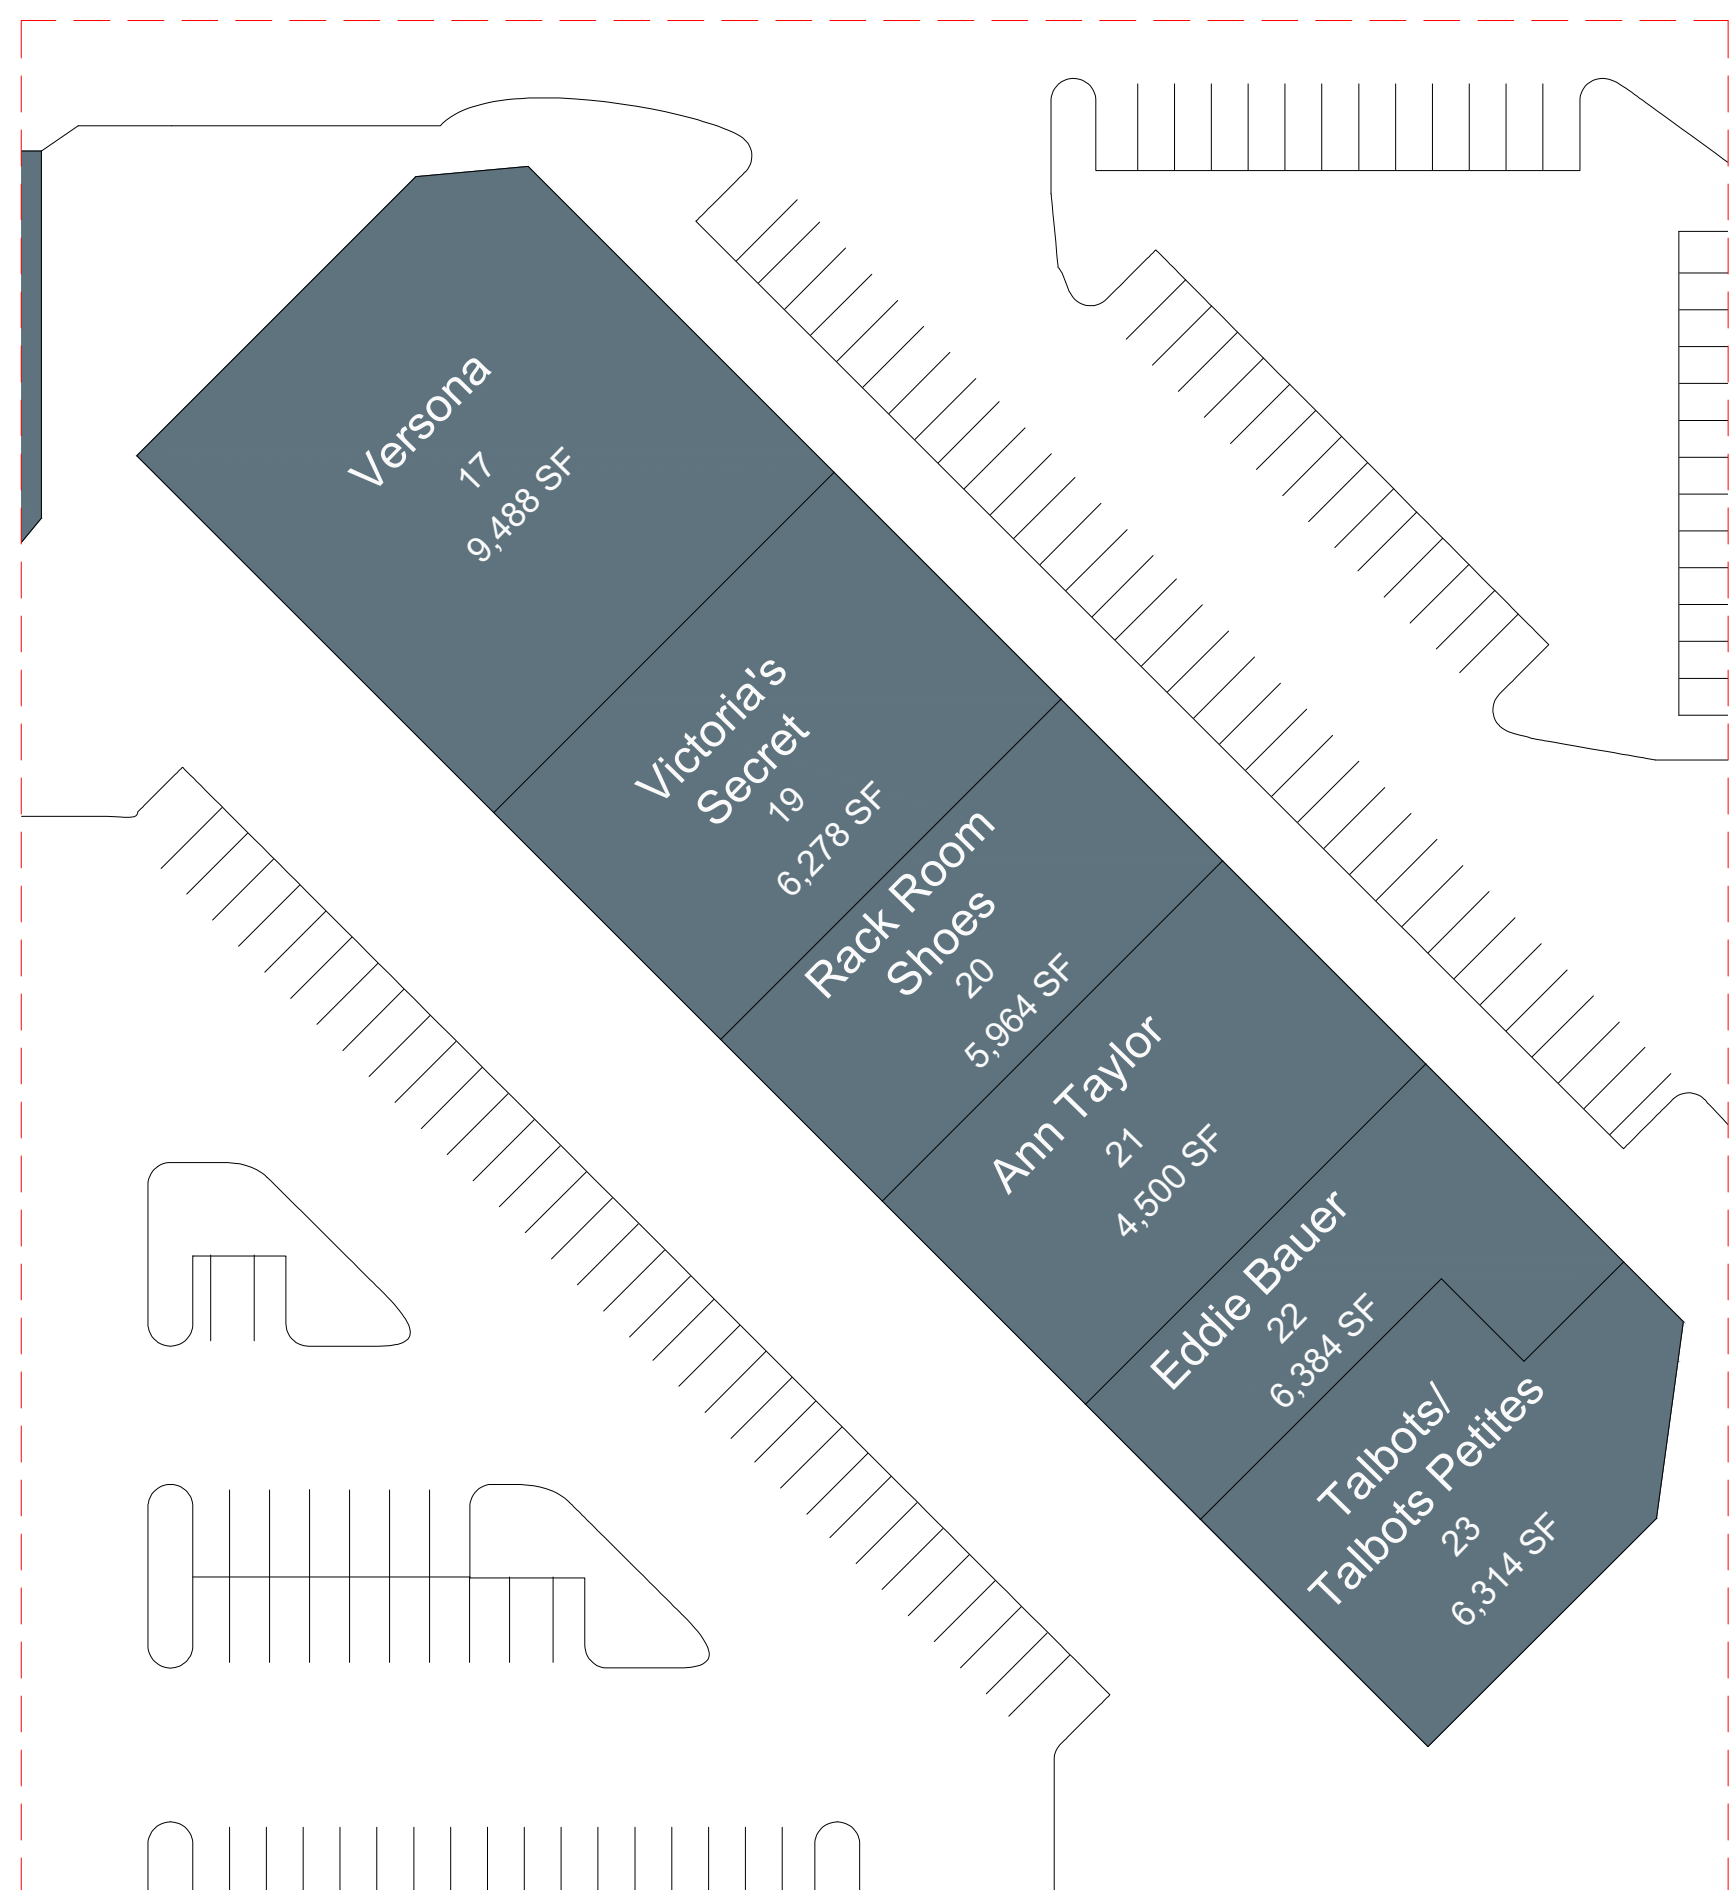 Versona
17
9,488 SF
Victoria's
Secret
19
6,278 SF
Rack Room
Shoes
20
5,964 SF
Ann Taylor
21
4,500 SF
Eddie Bauer
22
6,384 SF
Talbots/
Talbots Petites
23
6,314 SF